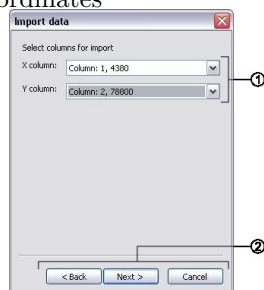 ordinates
Import data
Select columns for import
X column: Column: 1, 4380
1
Y column: Column: 2, 78800
2
< Back Next > Cancel